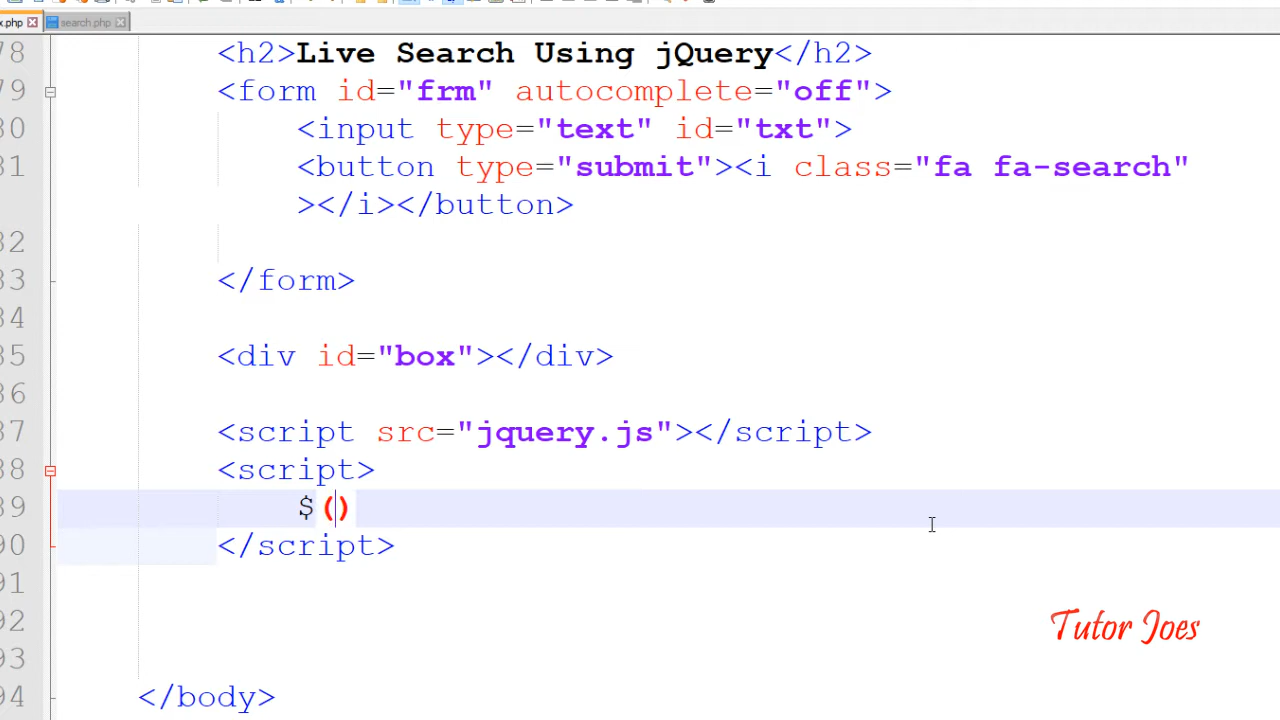 x.php search.php
78 <h2>Live Search Using jQuery</h2>
79 <form id="frm" autocomplete="off">
80 <input type="text" id="txt">
81 <button type="submit"><i class="fa fa-search"
></i></button>
82
83 </form>
84
85 <div id="box"></div>
86
87 <script src="jquery.js"></script>
88 <script>
89 $()
90 </script>
91
92
93
94 </body>
Tutor Joes